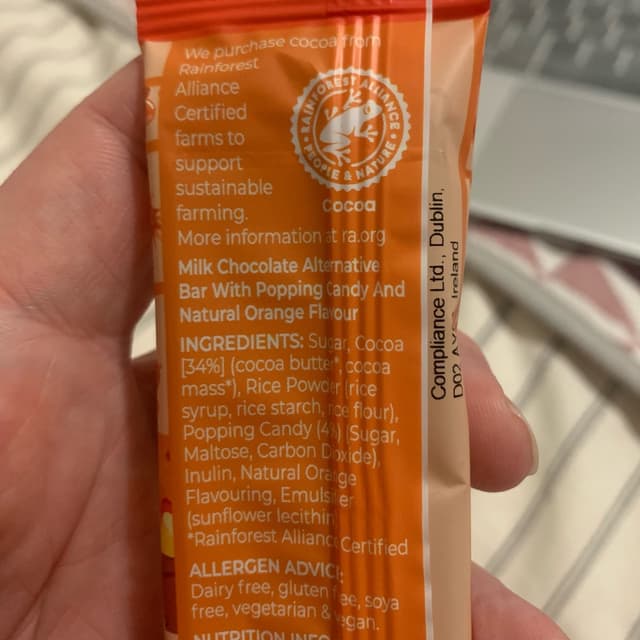 We purchase cocoa from
Rainforest
Alliance
Certified
farms to
support
sustainable
farming.
RAINFOREST ALLIANCE
PEOPLE & NATURE
Cocoa
More information at ra.org
Milk Chocolate Alternative
Bar With Popping Candy And
Natural Orange Flavour
INGREDIENTS: Sugar, Cocoa
[34%] (cocoa butter*, cocoa
mass*), Rice Powder (rice
syrup, rice starch, rice flour),
Popping Candy (4%) (Sugar,
Maltose, Carbon Dioxide),
Inulin, Natural Orange
Flavouring, Emulsifier
(sunflower lecithin)
*Rainforest Alliance Certified
ALLERGEN ADVICE:
Dairy free, gluten free, soya
free, vegetarian & vegan.
NUTRITION INFO
Compliance Ltd., Dublin,
D02 Ireland